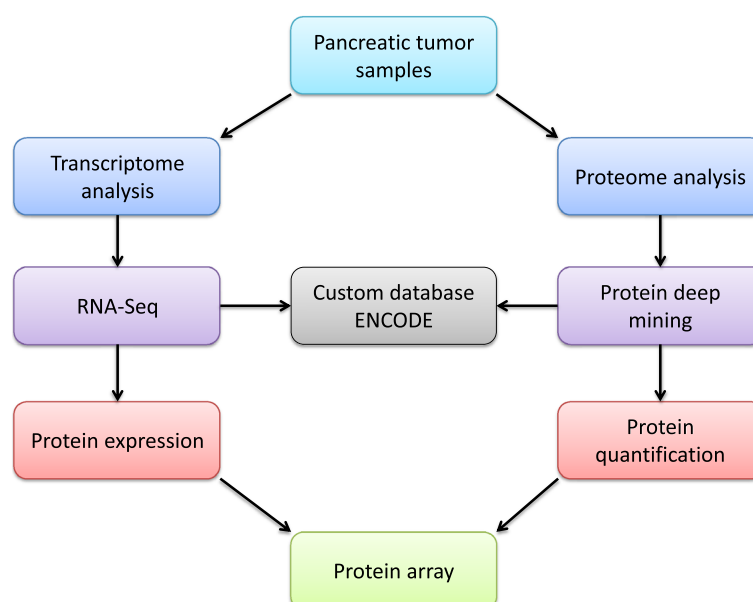 Pancreatic tumor
samples
Transcriptome
analysis
Proteome analysis
RNA-Seq
Custom database
ENCODE
Protein deep
mining
Protein expression
Protein
quantification
Protein array